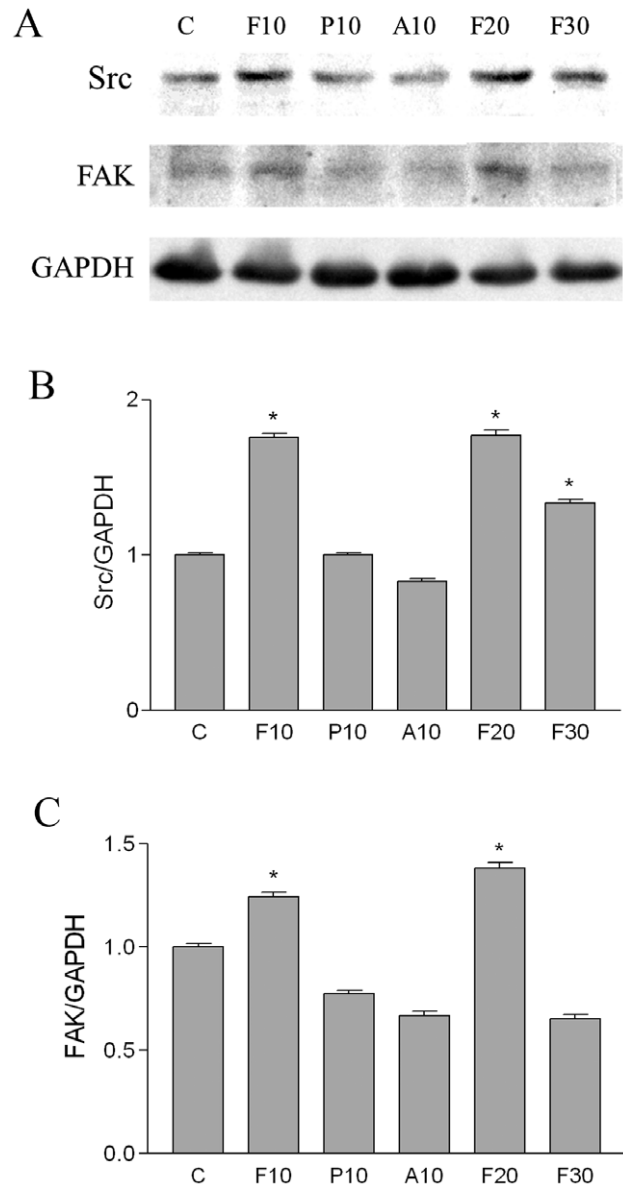 A
C F10 P10 A10 F20 F30
Src
FAK
GAPDH
B
2
* * *
Src/GAPDH
1
0
C F10 P10 A10 F20 F30
C
1.5
* *
FAK/GAPDH
1.0
0.5
0.0
C F10 P10 A10 F20 F30